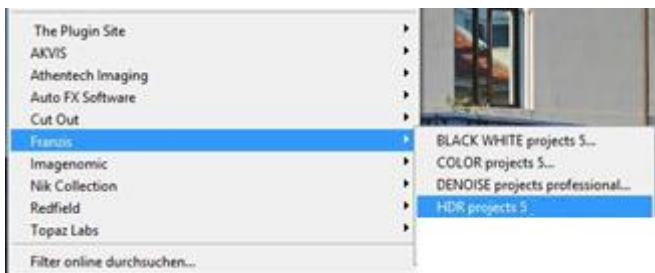 The Plugin Site
AKVIS
Athentech Imaging
Auto FX Software
Cut Out
Franzis
Imagenomic
Nik Collection
Redfield
Topaz Labs
Filter online durchsuchen...
BLACK WHITE projects 5...
COLOR projects 5...
DENOISE projects professional...
HDR projects 5